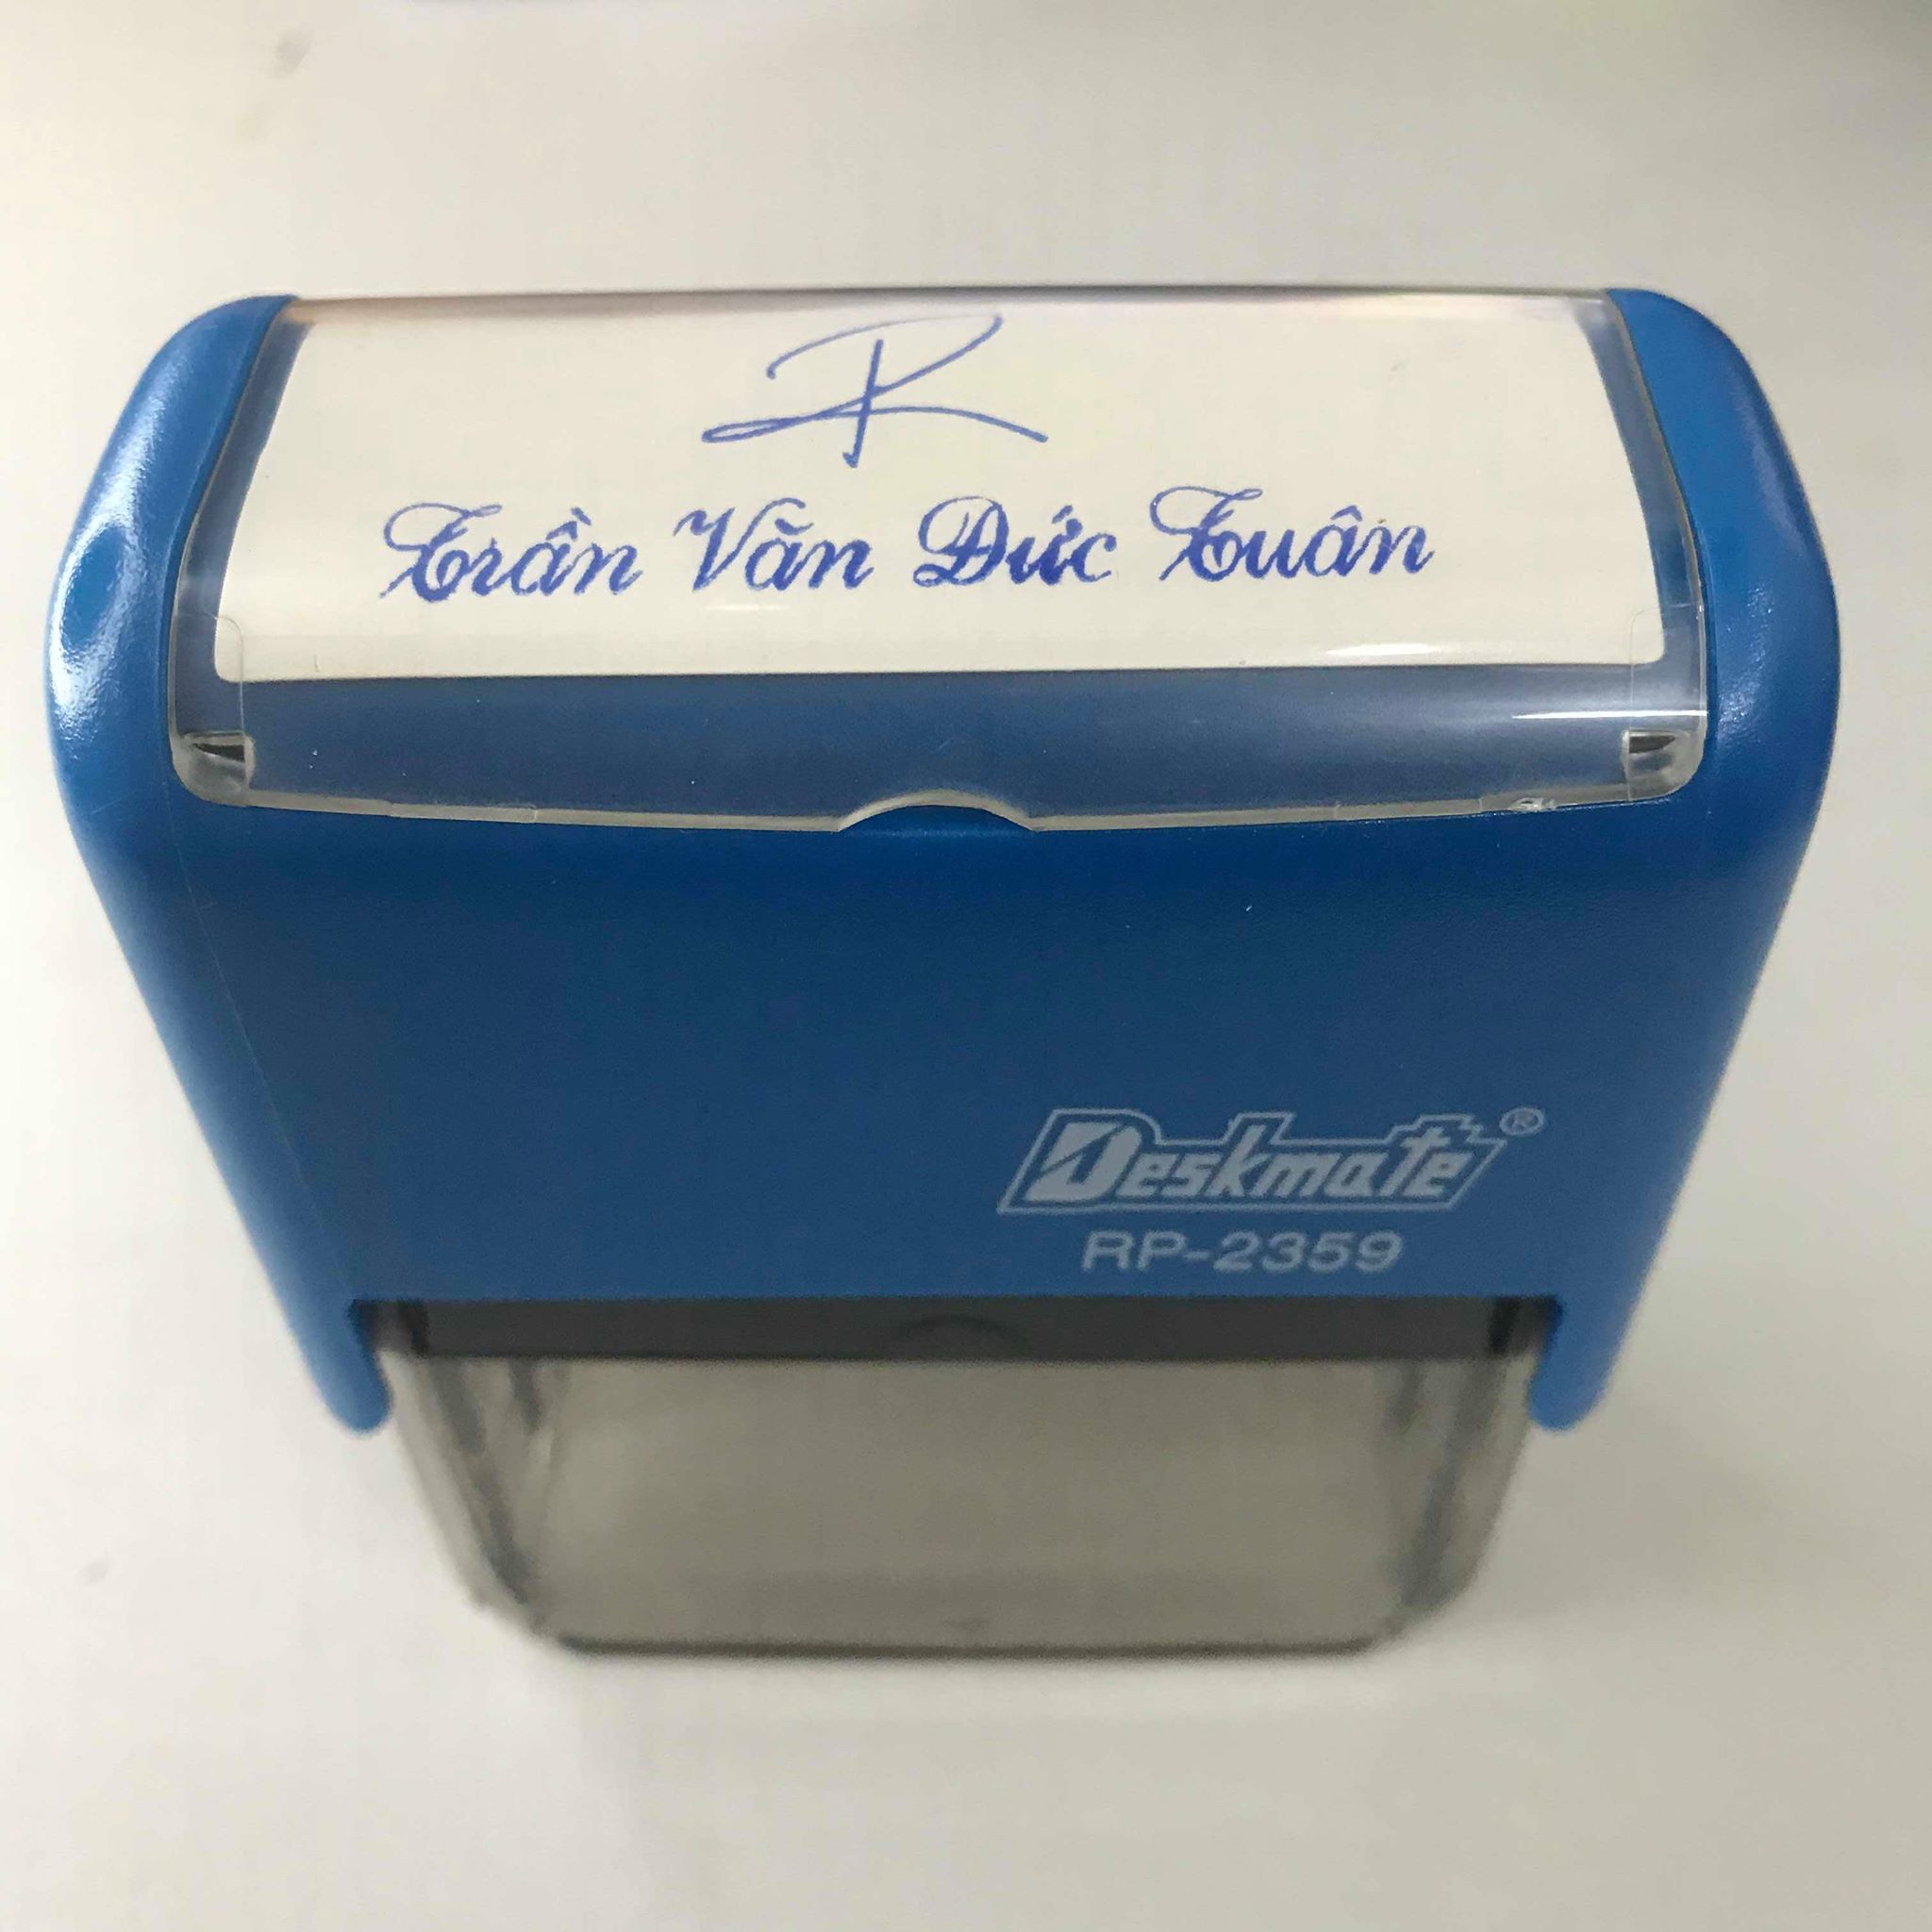 Trần Văn Đức Tuân
Deskmate®
RP-2359